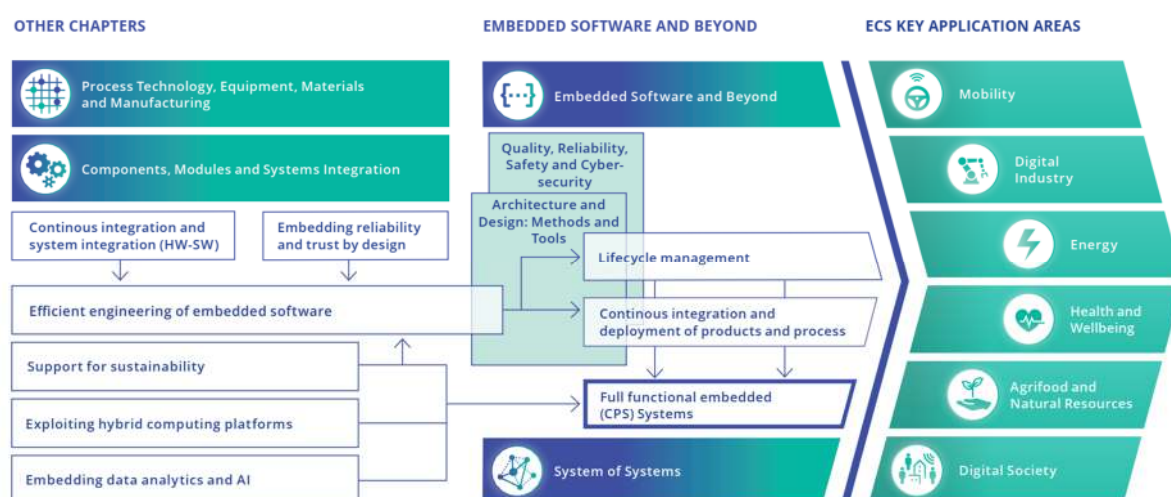 OTHER CHAPTERS
EMBEDDED SOFTWARE AND BEYOND
ECS KEY APPLICATION AREAS
Process Technology, Equipment, Materials
and Manufacturing
Components, Modules and Systems Integration
Continous integration and
system integration (HW-SW)
Embedding reliability
and trust by design
Efficient engineering of embedded software
Support for sustainability
Exploiting hybrid computing platforms
Embedding data analytics and AI
{···}
Embedded Software and Beyond
Quality, Reliability,
Safety and Cyber-
security
Architecture and
Design: Methods and
Tools
Lifecycle management
Continous integration and
deployment of products and process
Full functional embedded
(CPS) Systems
System of Systems
Mobility
Digital
Industry
Energy
Health and
Wellbeing
Agrifood and
Natural Resources
Digital Society